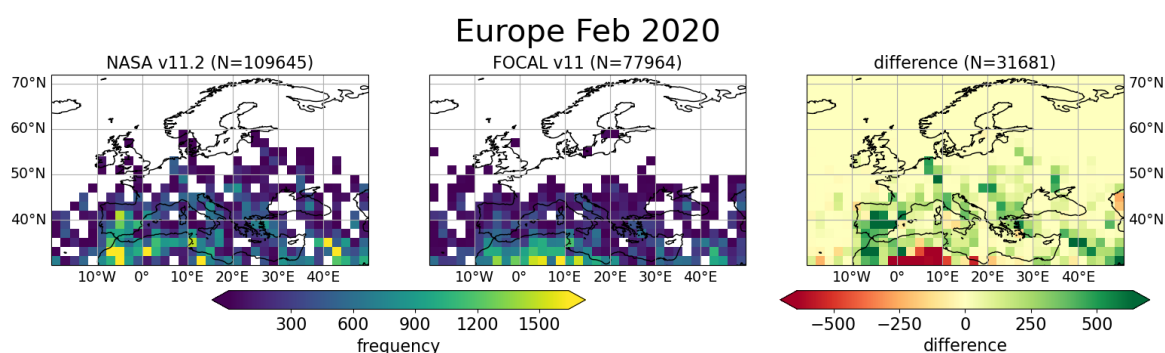 Europe Feb 2020
NASA v11.2 (N=109645)
FOCAL v11 (N=77964)
difference (N=31681)
70°N
60°N
50°N
40°N
70°N
60°N
50°N
40°N
10°W 0° 10°E 20°E 30°E 40°E
10°W 0° 10°E 20°E 30°E 40°E
10°W 0° 10°E 20°E 30°E 40°E
300 600 900 1200 1500
frequency
−500 −250 0 250 500
difference